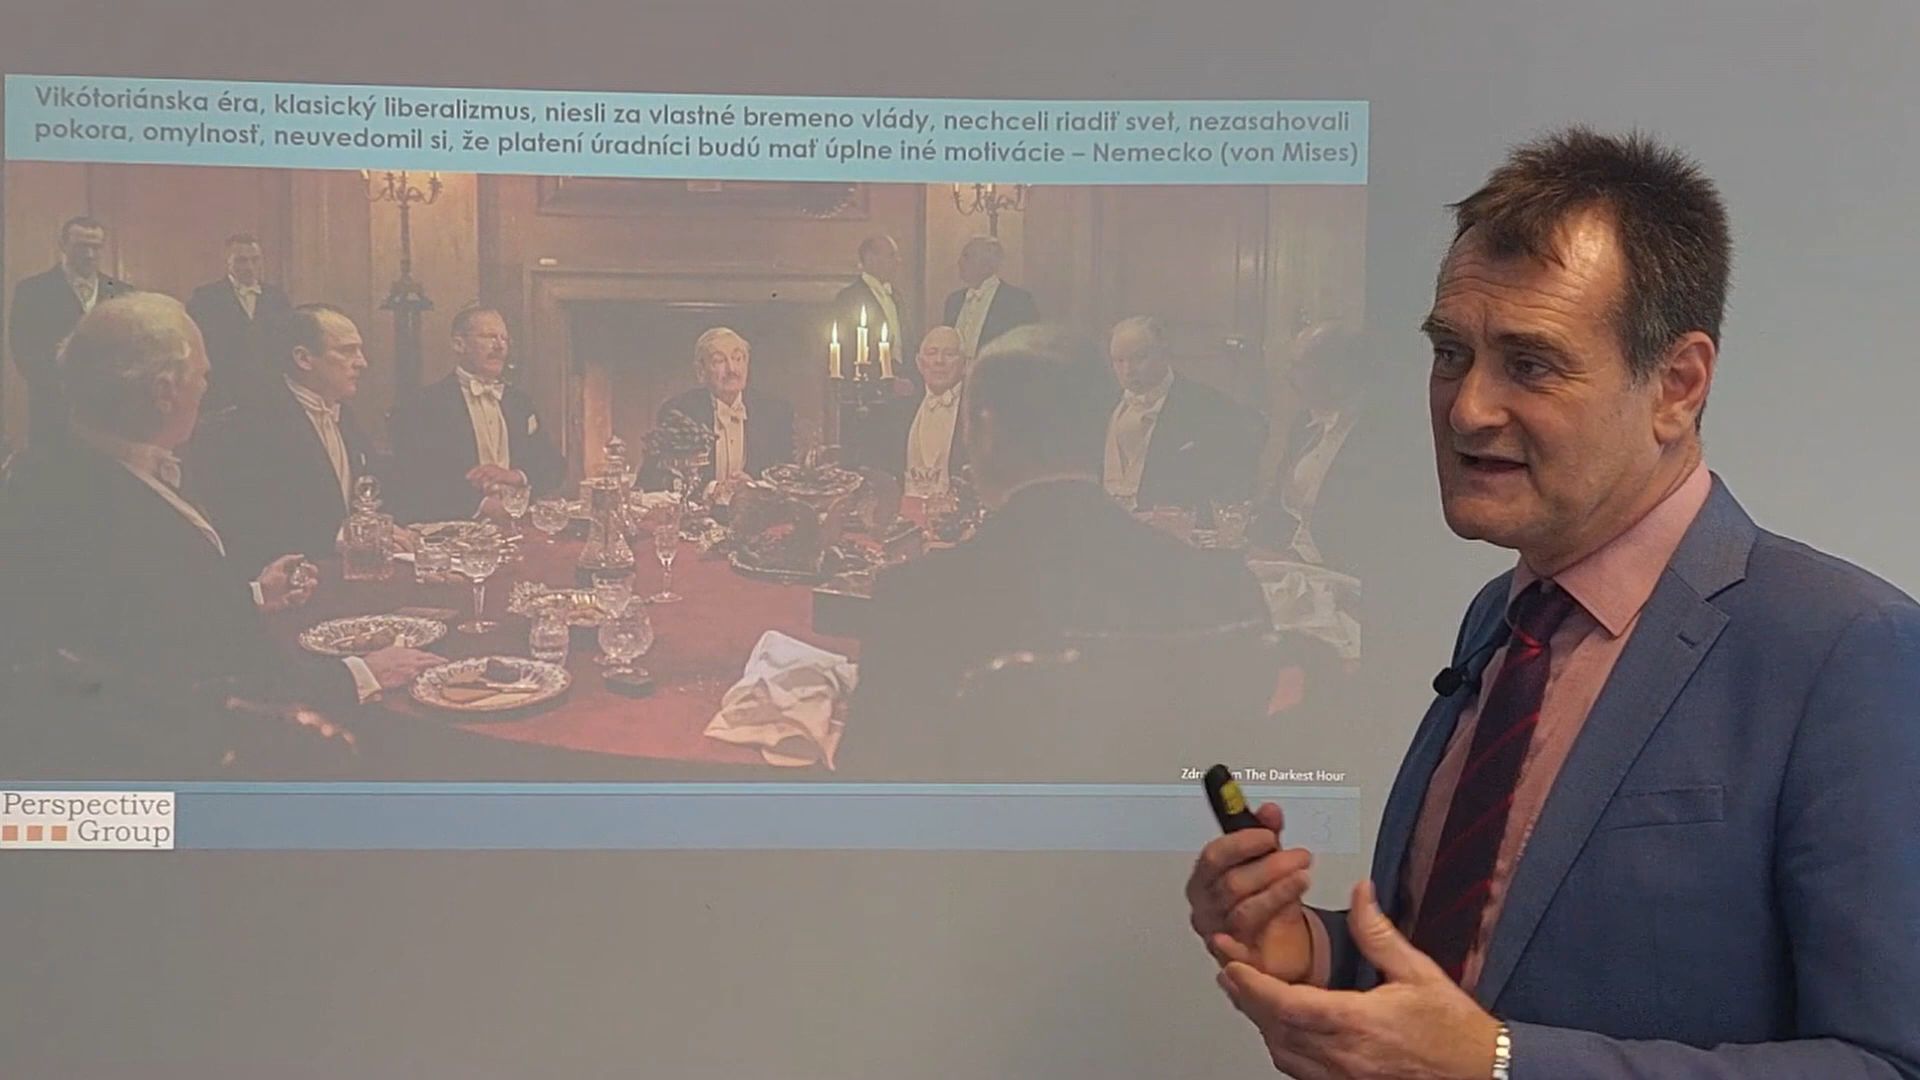 Vikótoriánska éra, klasický liberalizmus, niesli za vlastné bremeno vlády, nechceli riadiť svet, nezasahovali
pokora, omylnosť, neuvedomil si, že platení úradníci budú mať úplne iné motivácie – Nemecko (von Mises)
The Darkest Hour
Perspective
Group
3